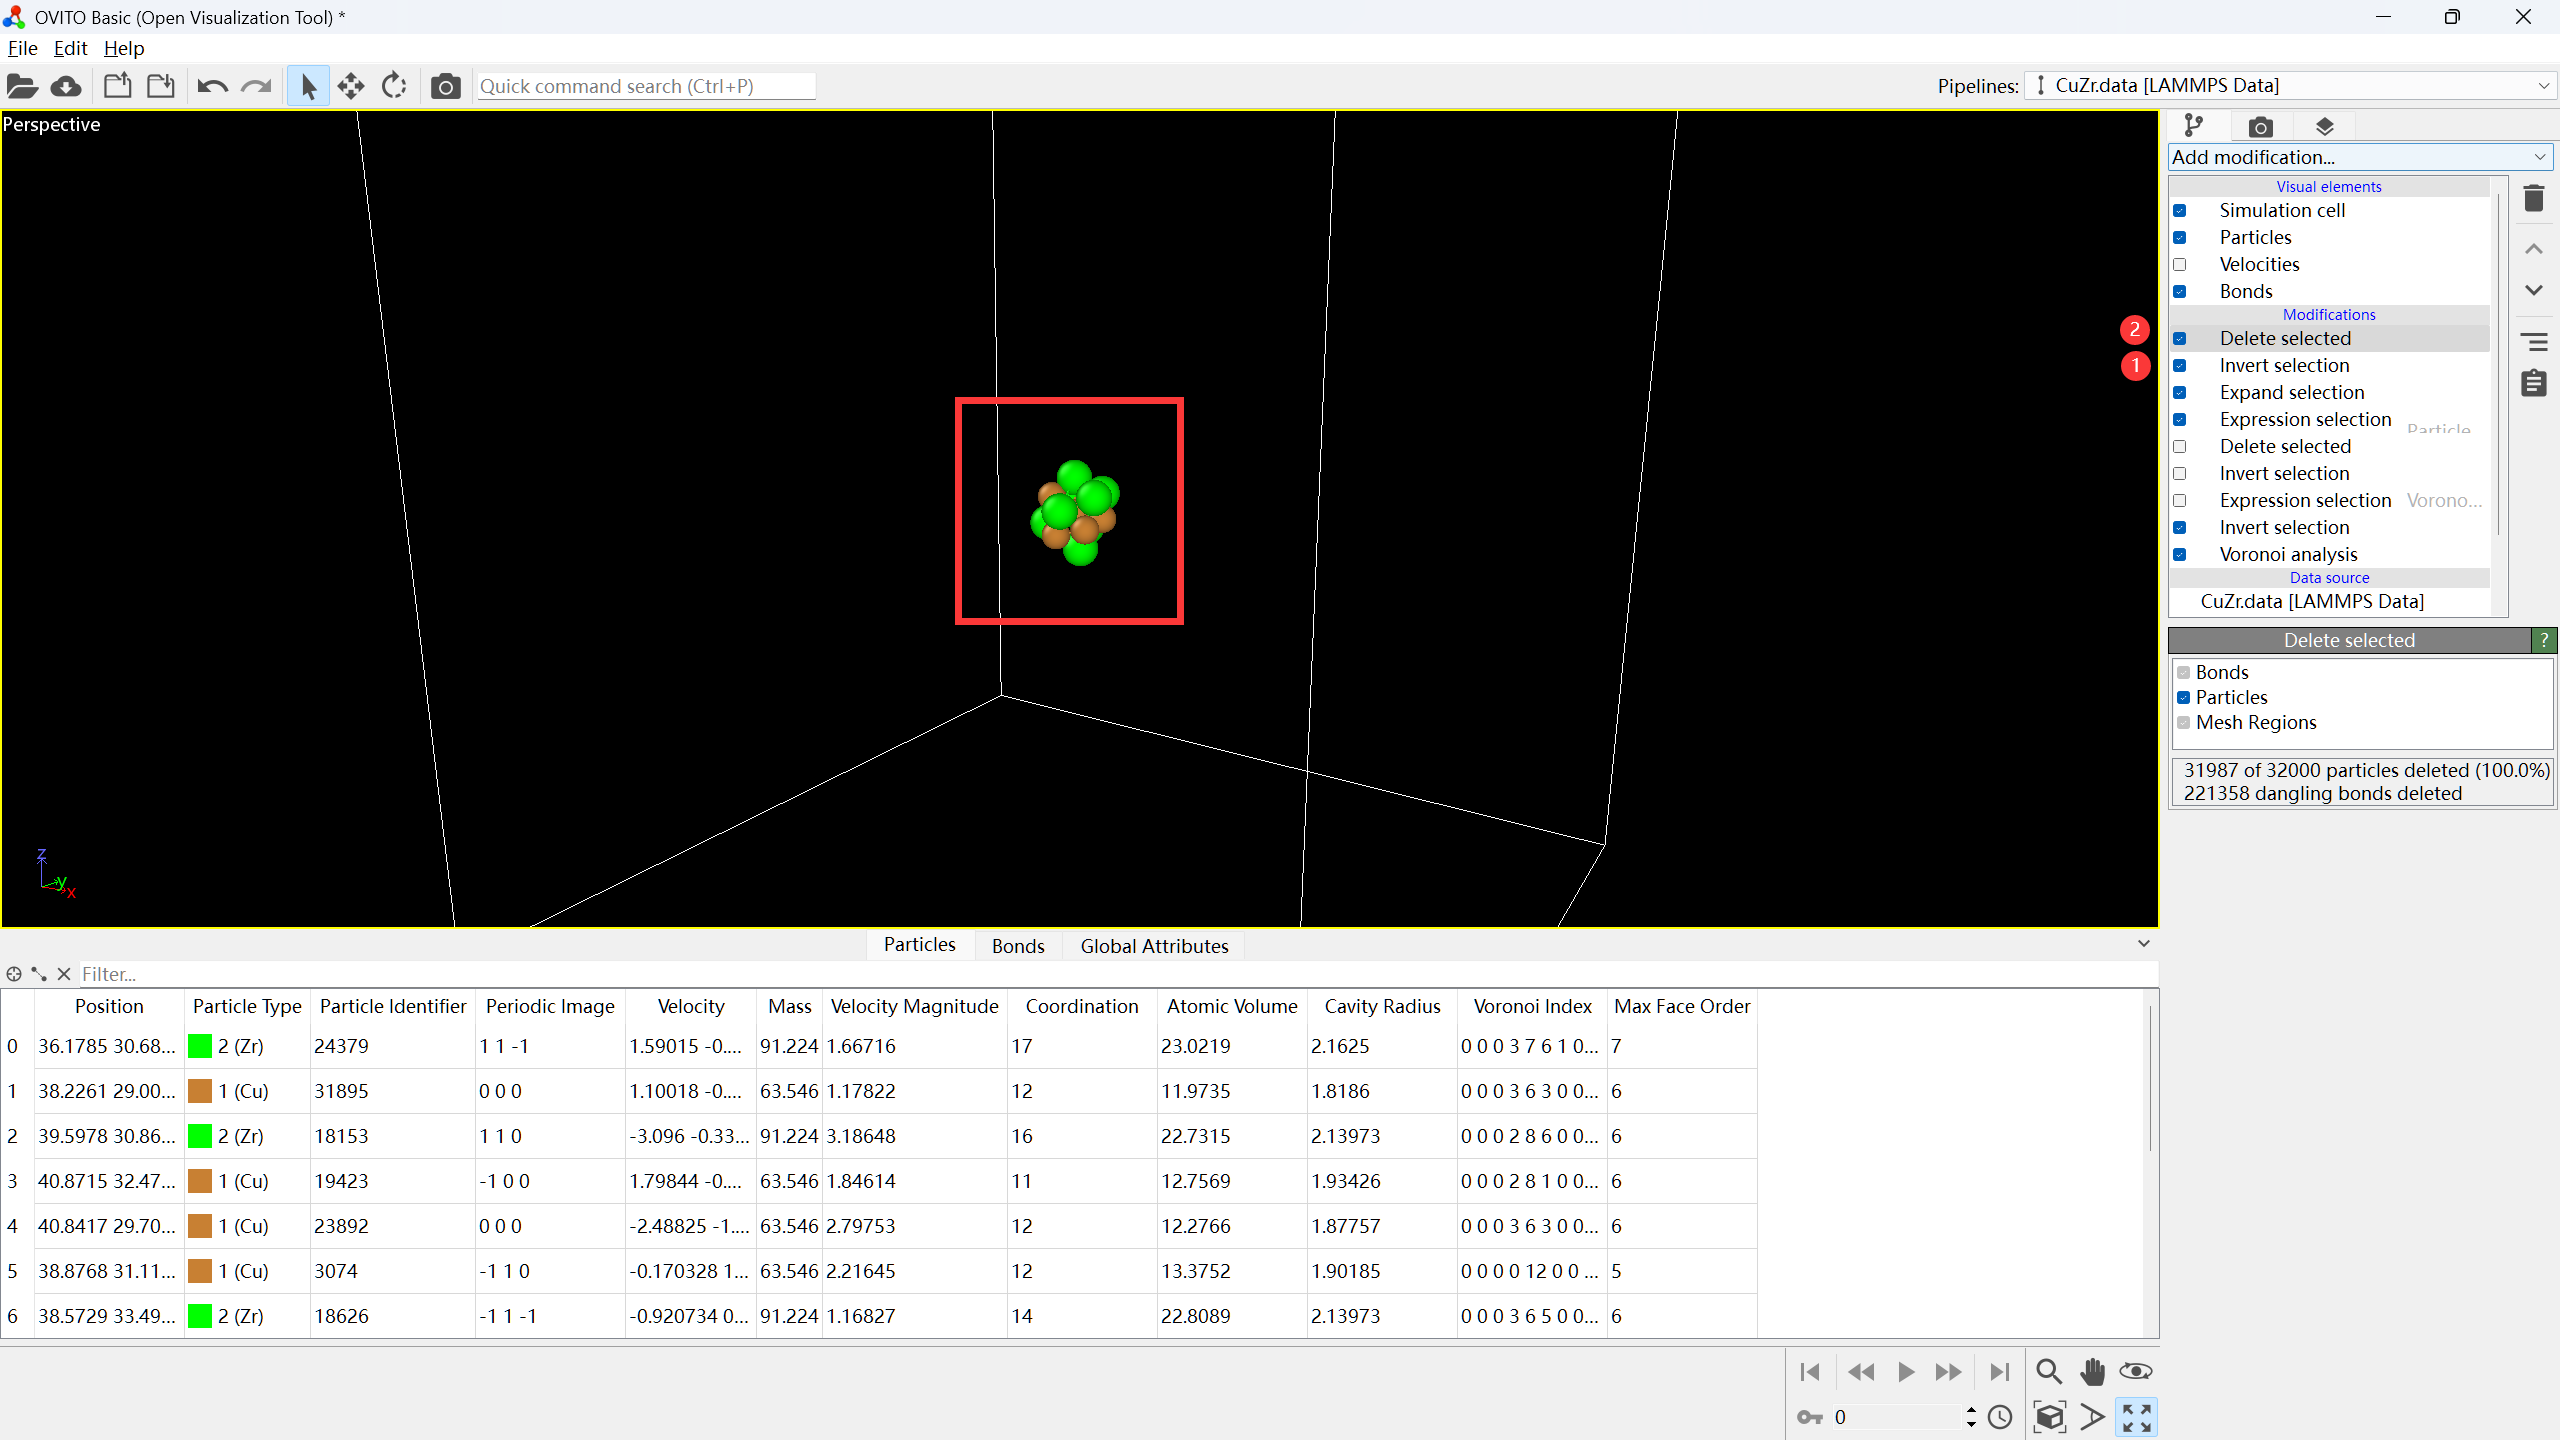 OVITO Basic (Open Visualization Tool) *
File Edit Help
Quick command search (Ctrl+P)
Pipelines: CuZr.data [LAMMPS Data]
Perspective
Add modification...
Visual elements
Simulation cell
Particles
Velocities
Bonds
Modifications
2 Delete selected
1 Invert selection
Expand selection
Expression selection Particle
Delete selected
Invert selection
Expression selection Vorono...
Invert selection
Voronoi analysis
Data source
CuZr.data [LAMMPS Data]
Delete selected ?
Bonds
Particles
Mesh Regions
31987 of 32000 particles deleted (100.0%)
221358 dangling bonds deleted
z
y
x
Particles Bonds Global Attributes
Filter...
Position Particle Type Particle Identifier Periodic Image Velocity Mass Velocity Magnitude Coordination Atomic Volume Cavity Radius Voronoi Index Max Face Order
0 36.1785 30.68... 2 (Zr) 24379 1 1 -1 1.59015 -0.... 91.224 1.66716 17 23.0219 2.1625 0 0 0 3 7 6 1 0... 7
1 38.2261 29.00... 1 (Cu) 31895 0 0 0 1.10018 -0.... 63.546 1.17822 12 11.9735 1.8186 0 0 0 3 6 3 0 0... 6
2 39.5978 30.86... 2 (Zr) 18153 1 1 0 -3.096 -0.33... 91.224 3.18648 16 22.7315 2.13973 0 0 0 2 8 6 0 0... 6
3 40.8715 32.47... 1 (Cu) 19423 -1 0 0 1.79844 -0.... 63.546 1.84614 11 12.7569 1.93426 0 0 0 2 8 1 0 0... 6
4 40.8417 29.70... 1 (Cu) 23892 0 0 0 -2.48825 -1.... 63.546 2.79753 12 12.2766 1.87757 0 0 0 3 6 3 0 0... 6
5 38.8768 31.11... 1 (Cu) 3074 -1 1 0 -0.170328 1... 63.546 2.21645 12 13.3752 1.90185 0 0 0 0 12 0 0 ... 5
6 38.5729 33.49... 2 (Zr) 18626 -1 1 -1 -0.920734 0... 91.224 1.16827 14 22.8089 2.13973 0 0 0 3 6 5 0 0... 6
0